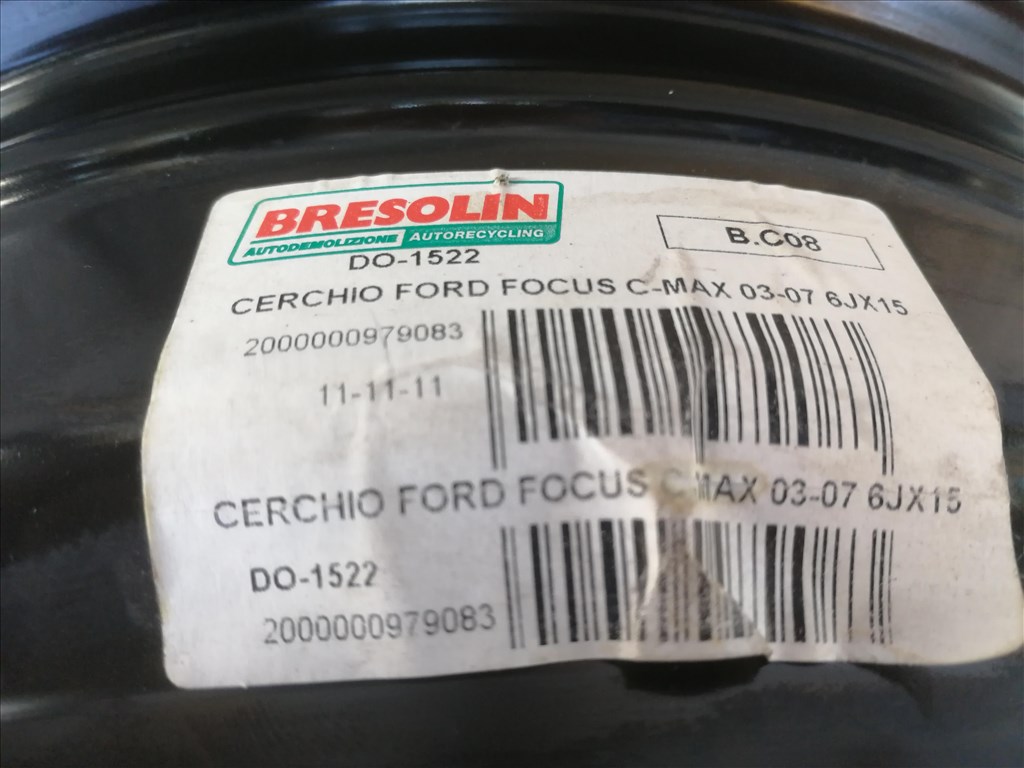 BRESOLIN
AUTODEMOLIZIONE AUTORECYCLING
B.C08
DO-1522
CERCHIO FORD FOCUS C-MAX 03-07 6JX15
2000000979083
11-11-11
CERCHIO FORD FOCUS C-MAX 03-07 6JX15
DO-1522
2000000979083